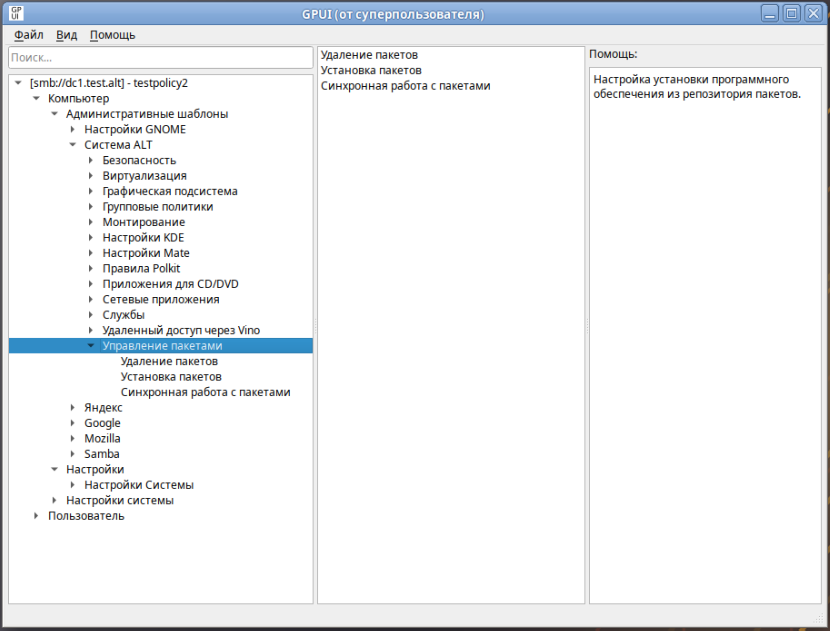 GP UI
GPUI (от суперпользователя)
Файл Вид Помощь
Поиск...
[smb://dc1.test.alt] - testpolicy2
Компьютер
Административные шаблоны
Настройки GNOME
Система ALT
Безопасность
Виртуализация
Графическая подсистема
Групповые политики
Монтирование
Настройки KDE
Настройки Mate
Правила Polkit
Приложения для CD/DVD
Сетевые приложения
Службы
Удаленный доступ через Vino
Управление пакетами
Удаление пакетов
Установка пакетов
Синхронная работа с пакетами
Яндекс
Google
Mozilla
Samba
Настройки
Настройки Системы
Настройки системы
Пользователь
Удаление пакетов
Установка пакетов
Синхронная работа с пакетами
Помощь:
Настройка установки программного
обеспечения из репозитория пакетов.